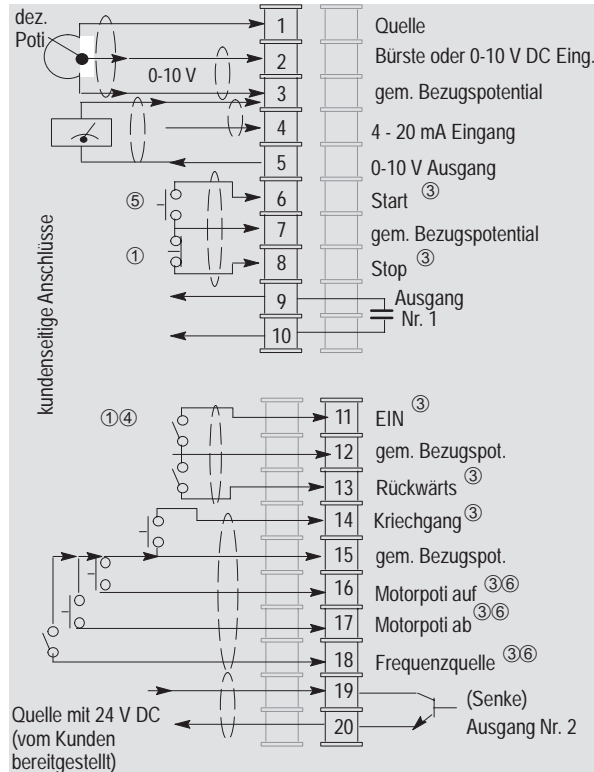 dez.
Poti
0-10 V
1 Quelle
2 Bürste oder 0-10 V DC Eing.
3 gem. Bezugspotential
4 4 - 20 mA Eingang
5 0-10 V Ausgang
⑤ 6 Start ③
7 gem. Bezugspotential
① 8 Stop ③
9 Ausgang
10 Nr. 1
kundenseitige Anschlüsse
①④ 11 EIN ③
12 gem. Bezugspot.
13 Rückwärts ③
14 Kriechgang ③
15 gem. Bezugspot.
16 Motorpoti auf ③⑥
17 Motorpoti ab ③⑥
18 Frequenzquelle ③⑥
19 (Senke)
20 Ausgang Nr. 2
Quelle mit 24 V DC
(vom Kunden
bereitgestellt)